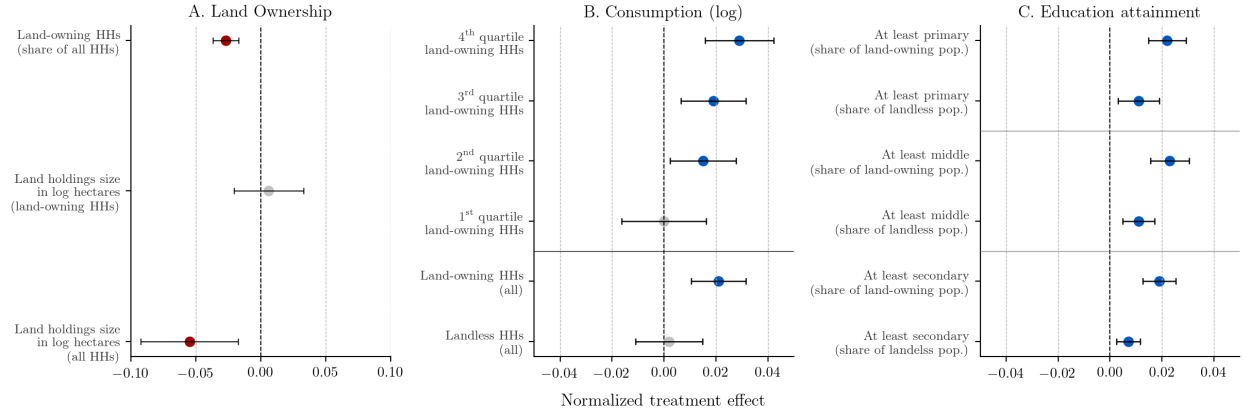 A. Land Ownership
Land-owning HHs
(share of all HHs)
Land holdings size
in log hectares
(land-owning HHs)
Land holdings size
in log hectares
(all HHs)
−0.10
−0.05
0.00
0.05
0.10
B. Consumption (log)
4th quartile
land-owning HHs
3rd quartile
land-owning HHs
2nd quartile
land-owning HHs
1st quartile
land-owning HHs
Land-owning HHs
(all)
Landless HHs
(all)
−0.04
−0.02
0.00
0.02
0.04
Normalized treatment effect
C. Education attainment
At least primary
(share of land-owning pop.)
At least primary
(share of landless pop.)
At least middle
(share of land-owning pop.)
At least middle
(share of landless pop.)
At least secondary
(share of land-owning pop.)
At least secondary
(share of landelss pop.)
−0.04
−0.02
0.00
0.02
0.04